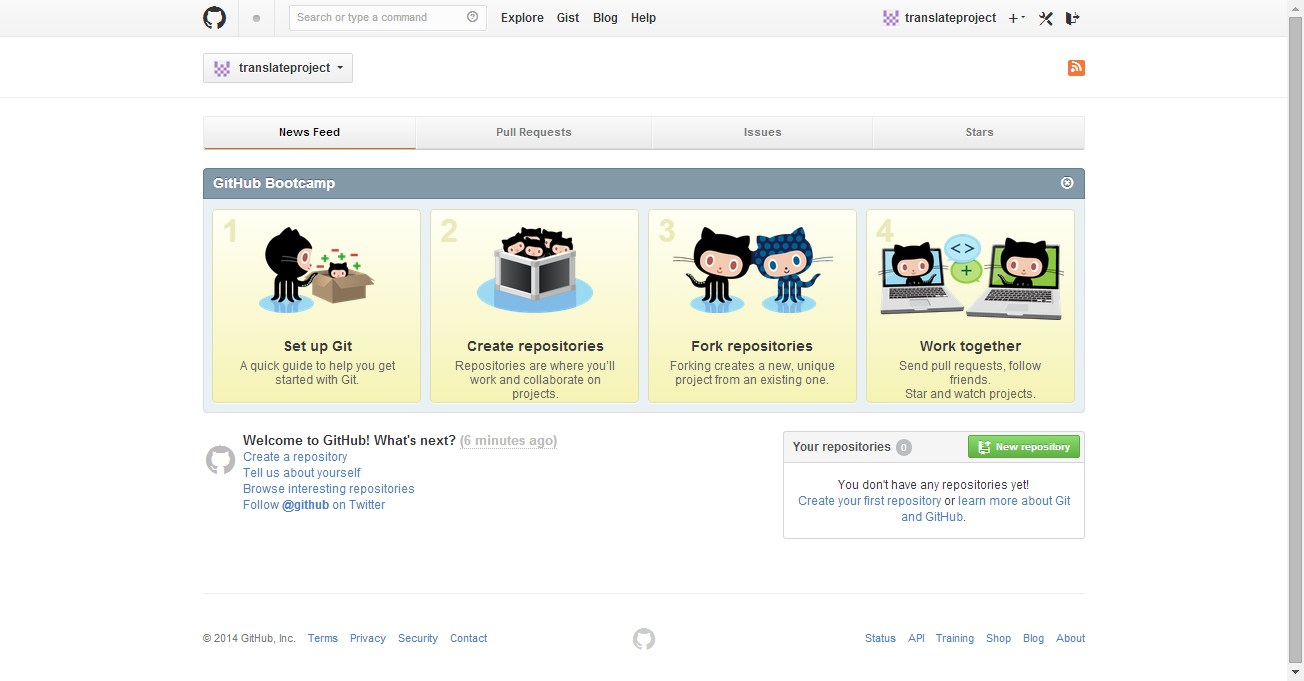 Search or type a command
Explore Gist Blog Help
translateproject
translateproject
News Feed
Pull Requests
Issues
Stars
GitHub Bootcamp
1
Set up Git
A quick guide to help you get
started with Git.
2
Create repositories
Repositories are where you'll
work and collaborate on
projects.
3
Fork repositories
Forking creates a new, unique
project from an existing one.
4
<>
+
Work together
Send pull requests, follow
friends.
Star and watch projects.
Welcome to GitHub! What's next? (6 minutes ago)
Create a repository
Tell us about yourself
Browse interesting repositories
Follow @github on Twitter
Your repositories 0
New repository
You don't have any repositories yet!
Create your first repository or learn more about Git
and GitHub.
© 2014 GitHub, Inc. Terms Privacy Security Contact
Status API Training Shop Blog About